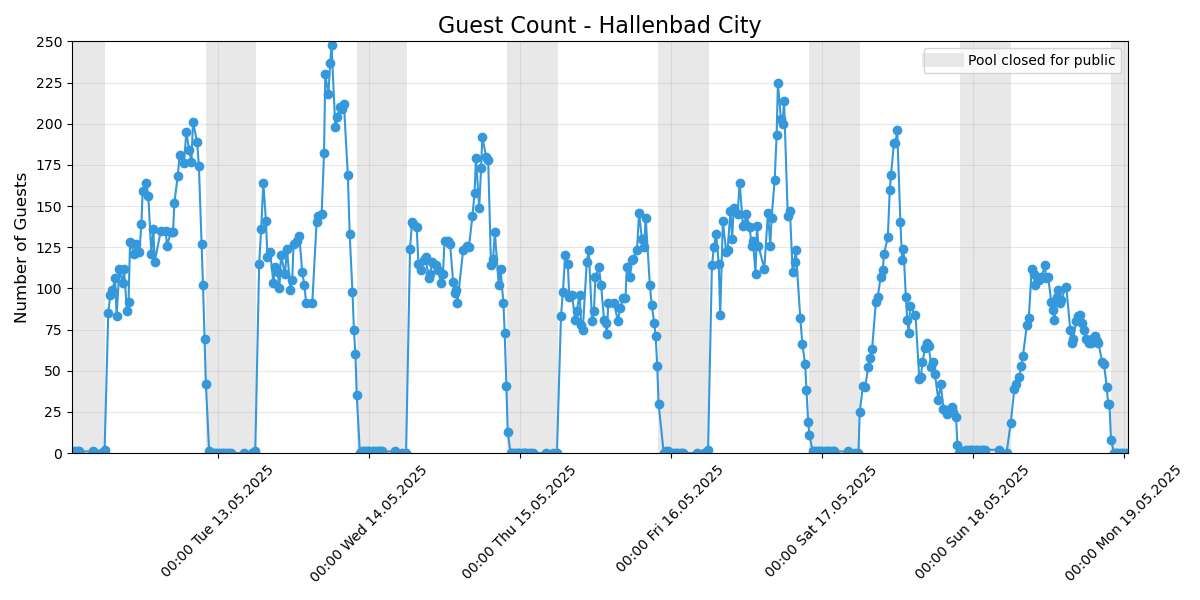 Guest Count - Hallenbad City
Pool closed for public
Number of Guests
250
225
200
175
150
125
100
75
50
25
0
00:00 Tue 13.05.2025
00:00 Wed 14.05.2025
00:00 Thu 15.05.2025
00:00 Fri 16.05.2025
00:00 Sat 17.05.2025
00:00 Sun 18.05.2025
00:00 Mon 19.05.2025